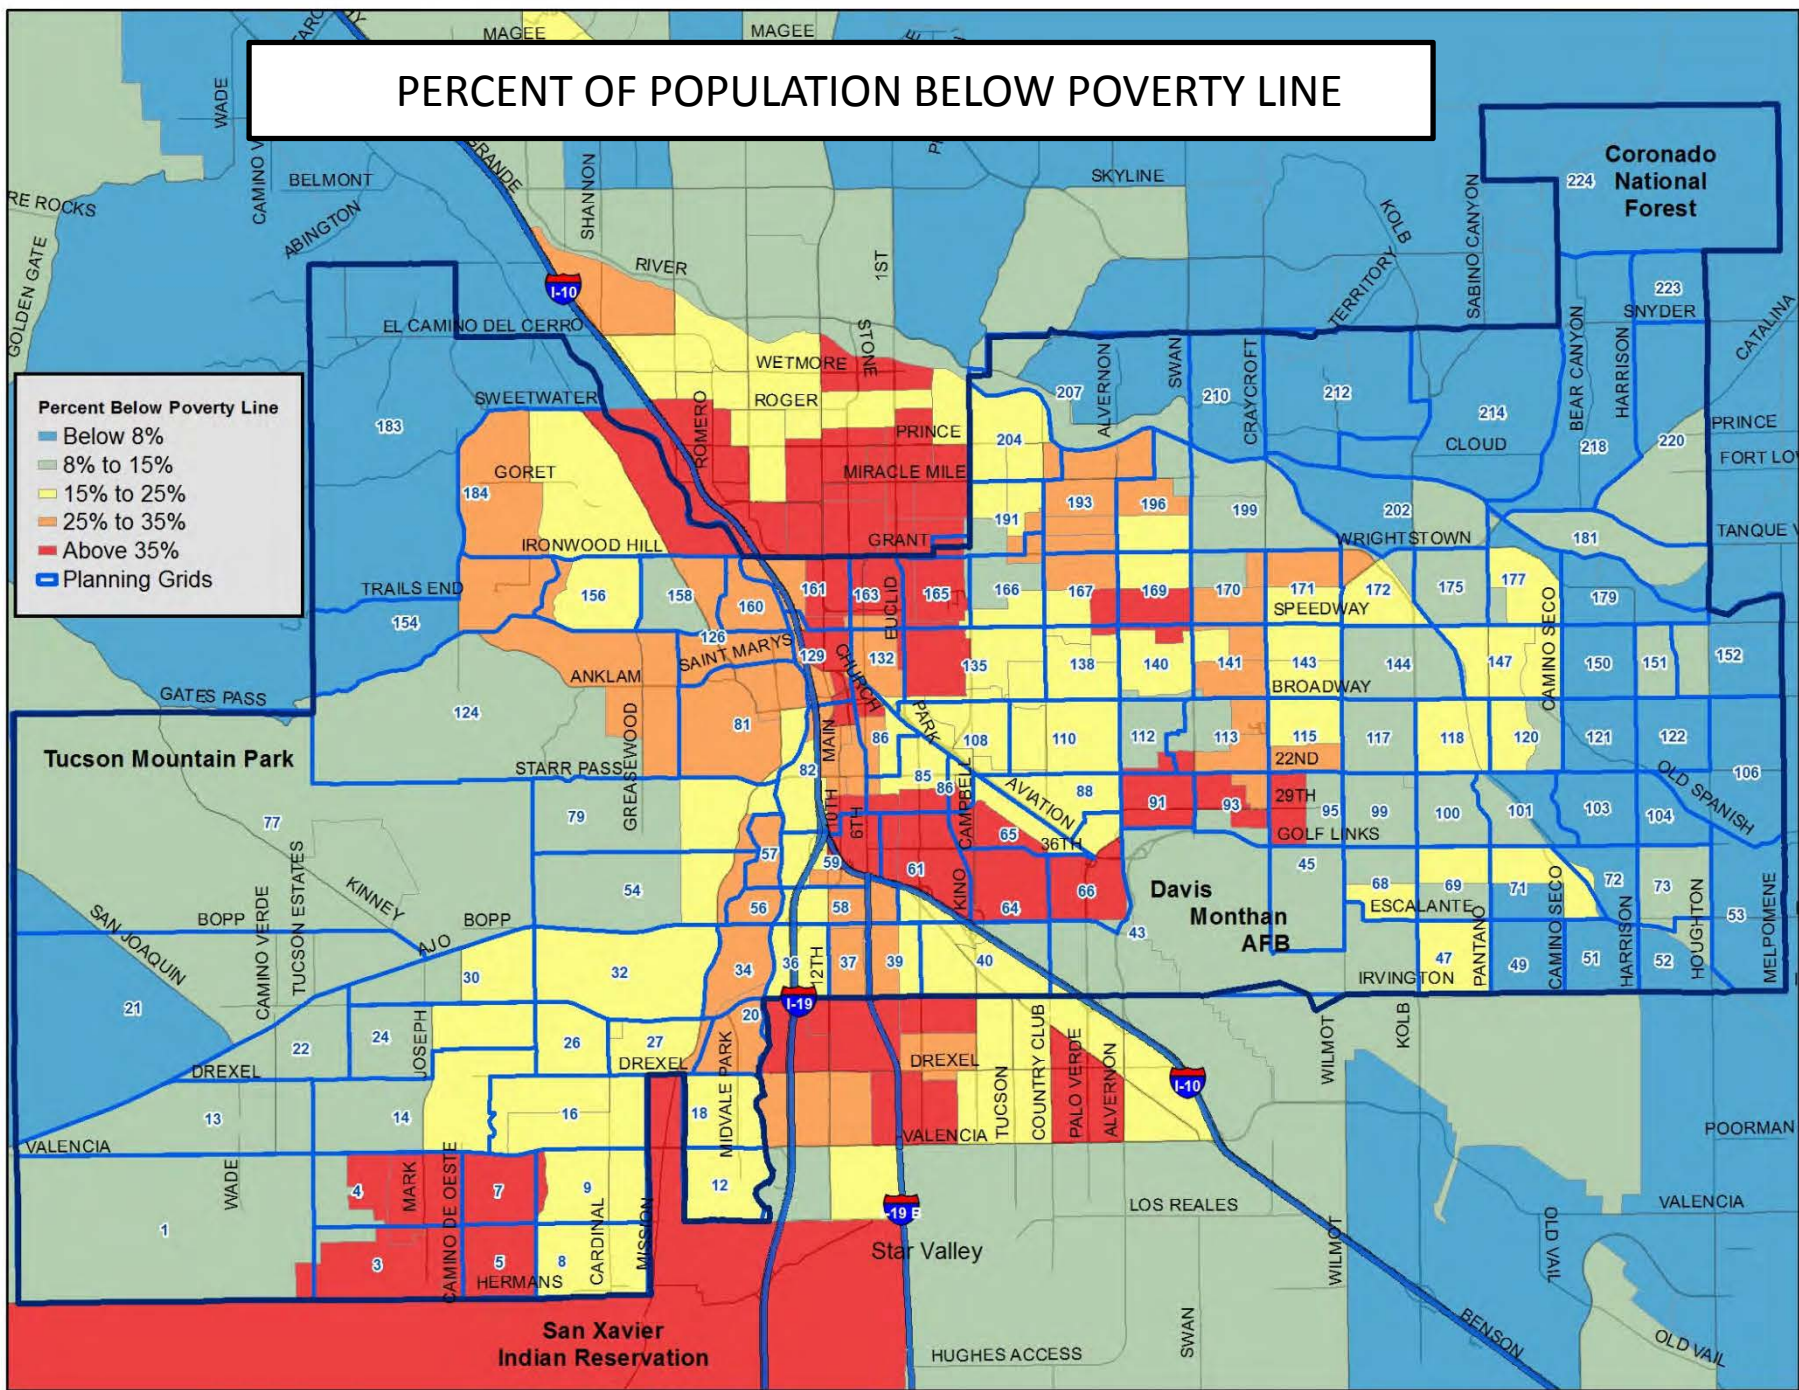 PERCENT OF POPULATION BELOW POVERTY LINE
MAGEE
MAGEE
WADE
BELMONT
ABINGTON
GRANDE
SHANNON
SKYLINE
KOLB
SABINO CANYON
TERRITORY
224
Coronado
National
Forest
RE ROCKS
GOLDEN GATE
RIVER
1ST
I-10
EL CAMINO DEL CERRO
STONE
WETMORE
SWEETWATER
ROMERO
ROGER
PRINCE
MIRACLE MILE
GRANT
207
ALVERNON
SWAN
210
CRAYCROFT
212
214
CLOUD
BEAR CANYON
HARRISON
223
SNYDER
CATALINA
218
220
PRINCE
FORT LO
TANQUE V
Percent Below Poverty Line
Below 8%
8% to 15%
15% to 25%
25% to 35%
Above 35%
Planning Grids
183
184
GORET
IRONWOOD HILL
204
191
193
196
199
202
WRIGHTSTOWN
181
TRAILS END
154
156
158
160
161
163
EUCLID
165
166
167
169
170
171
172
175
177
179
SPEEDWAY
CAMINO SECO
126
SAINT MARYS
129
CHURCH
132
135
138
140
141
143
144
147
150
151
152
BROADWAY
ANKLAM
GATES PASS
124
GREASEWOOD
81
82
MAIN
86
PARK
108
110
112
113
115
117
118
120
121
122
22ND
106
OLD SPANISH
Tucson Mountain Park
STARR PASS
77
79
85
86
CAMPBELL
AVIATION
88
91
93
29TH
95
99
100
101
103
104
GOLF LINKS
10TH
6TH
65
36TH
57
59
61
KINO
64
66
TUCSON ESTATES
CAMINO VERDE
KINNEY
54
56
58
45
68
69
71
72
73
53
ESCALANTE
PANTANO
CAMINO SECO
HARRISON
HOUGHTON
MELPOMENE
Davis
Monthan
AFB
43
BOPP
BOPP
AJO
SAN JOAQUIN
21
30
32
34
36
12TH
37
39
40
47
49
51
52
IRVINGTON
I-19
20
22
24
JOSEPH
26
27
DREXEL
DREXEL
DREXEL
MIDVALE PARK
TUCSON
COUNTRY CLUB
PALO VERDE
ALVERNON
I-10
WILMOT
KOLB
13
14
16
18
VALENCIA
VALENCIA
POORMAN
WADE
4
MARK
CAMINO DE OESTE
7
9
CARDINAL
MISSION
12
1
3
5
8
HERMANS
-19 B
Star Valley
LOS REALES
VALENCIA
WILMOT
OLD VAIL
San Xavier
Indian Reservation
HUGHES ACCESS
SWAN
BENSON
OLD VAIL